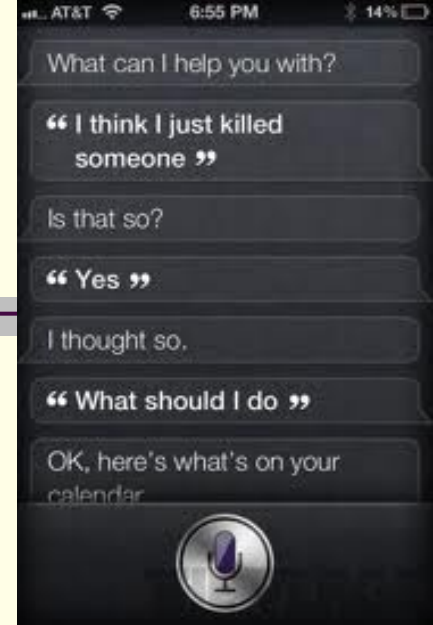 AT&T 6:55 PM 14%
What can I help you with?
“ I think I just killed
someone ”
Is that so?
“ Yes ”
I thought so.
“ What should I do ”
OK, here's what's on your
calendar